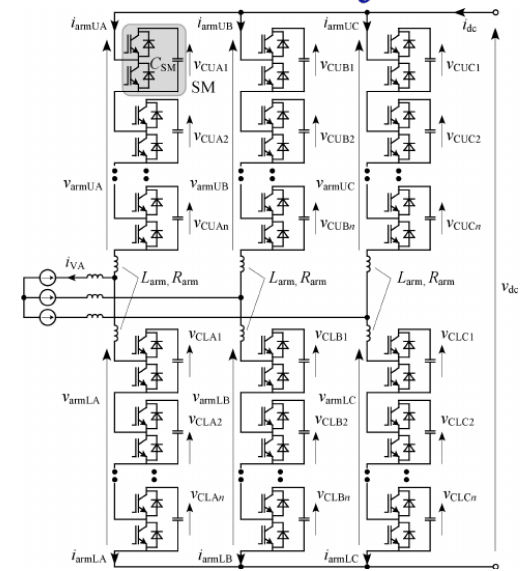 i_armUA i_armUB i_armUC i_dc
C_SM v_CUA1 v_CUB1 v_CUC1
SM
v_CUA2 v_CUB2 v_CUC2
v_armUA v_armUB v_armUC
v_CUAn v_CUBn v_CUCn
i_VA
L_arm, R_arm L_arm, R_arm L_arm, R_arm v_dc
v_CLA1 v_CLB1 v_CLC1
v_armLA v_armLB v_armLC
v_CLA2 v_CLB2 v_CLC2
v_CLAn v_CLBn v_CLCn
i_armLA i_armLB i_armLC